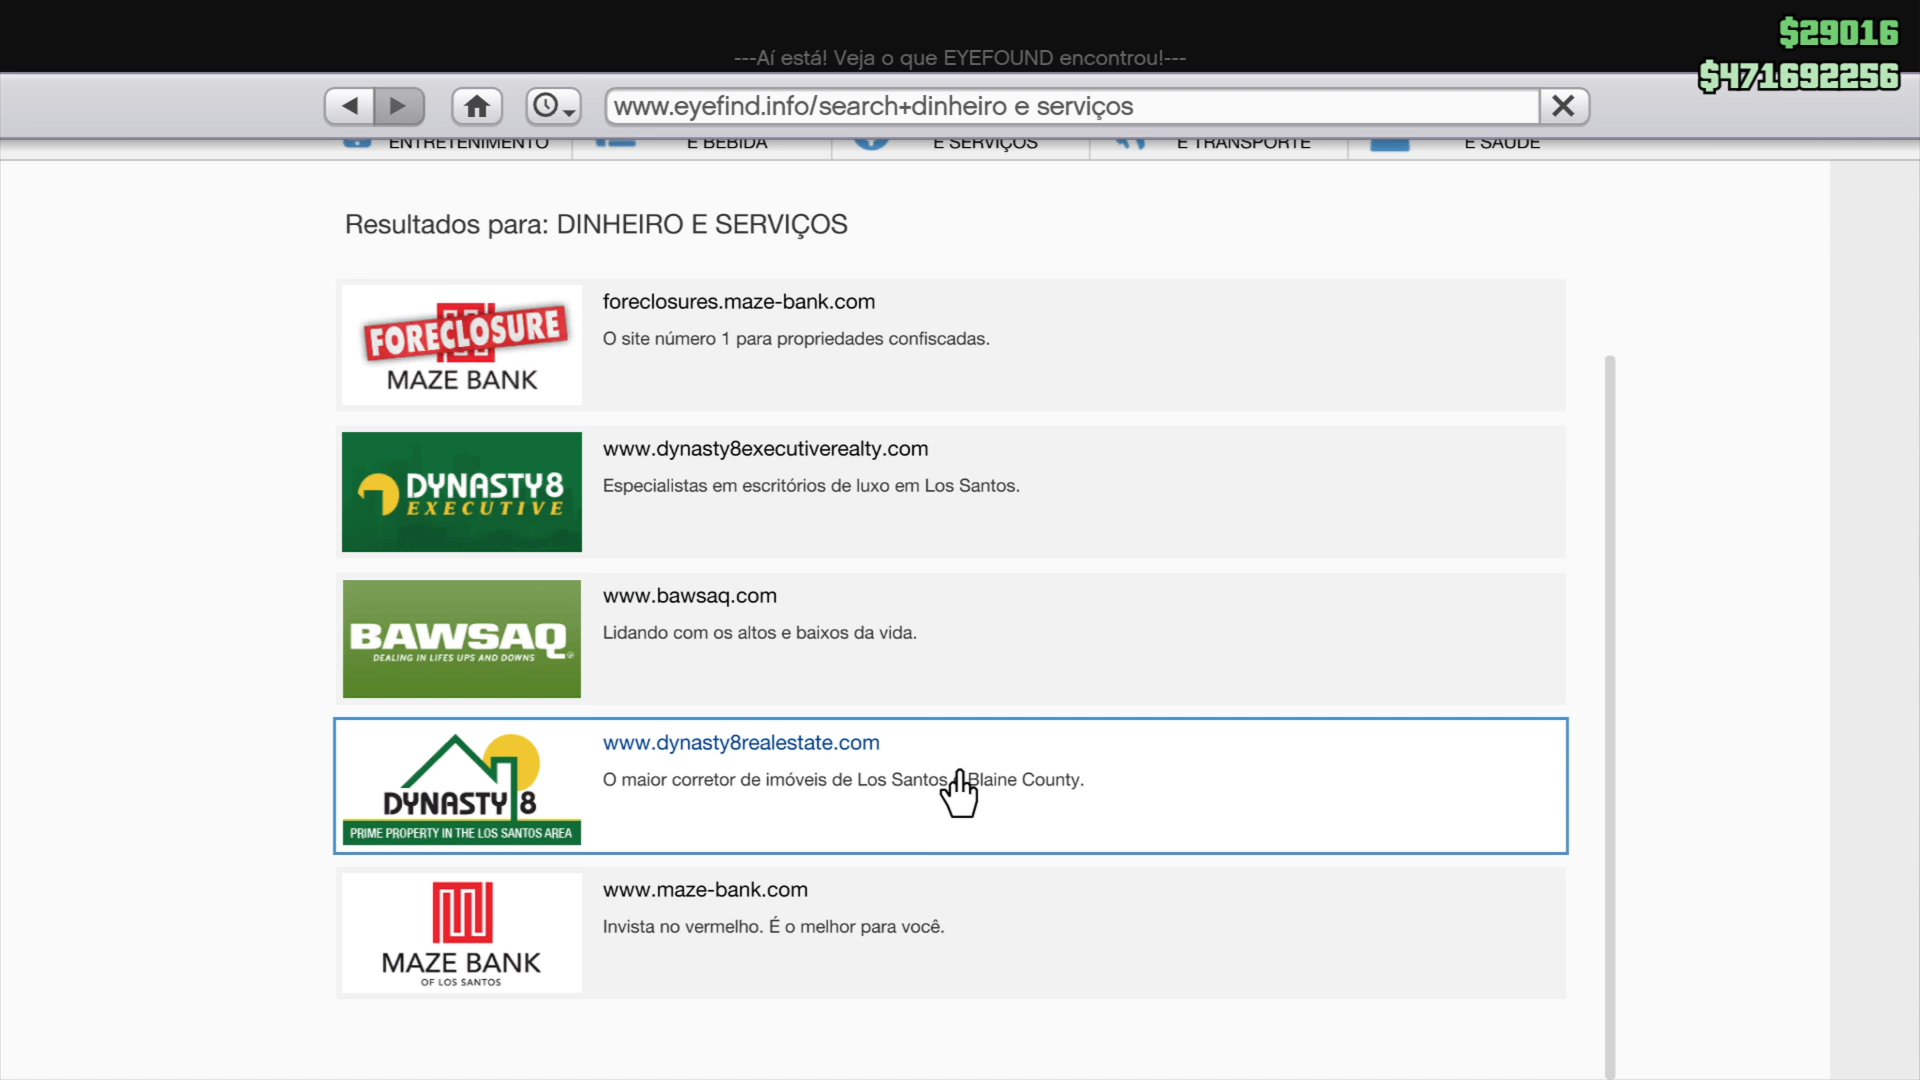 $29016
---Aí está! Veja o que EYEFOUND encontrou!---
$471692256
www.eyefind.info/search+dinheiro e serviços
ENTRETENIMENTO
E BEBIDA
E SERVIÇOS
E TRANSPORTE
E SAÚDE
Resultados para: DINHEIRO E SERVIÇOS
FORECLOSURE
MAZE BANK
foreclosures.maze-bank.com
O site número 1 para propriedades confiscadas.
DYNASTY8
EXECUTIVE
www.dynasty8executiverealty.com
Especialistas em escritórios de luxo em Los Santos.
BAWSAQ
DEALING IN LIFES UPS AND DOWNS
www.bawsaq.com
Lidando com os altos e baixos da vida.
DYNASTY 8
PRIME PROPERTY IN THE LOS SANTOS AREA
www.dynasty8realestate.com
O maior corretor de imóveis de Los Santos Blaine County.
MAZE BANK
OF LOS SANTOS
www.maze-bank.com
Invista no vermelho. É o melhor para você.